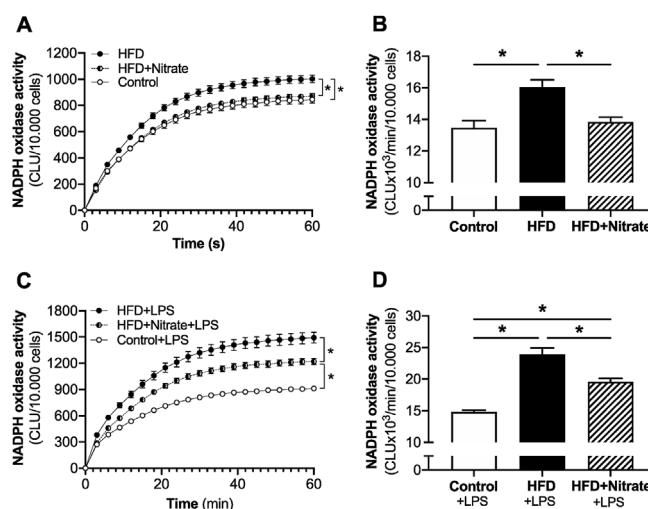 A
NADPH oxidase activity
(CLU/10.000 cells)
1200
1000
800
600
400
200
0
HFD
HFD+Nitrate
Control
*
*
0
20
40
60
Time (s)
B
NADPH oxidase activity
(CLUx10³/min/10.000 cells)
18
16
14
12
10
0
*
*
Control
HFD
HFD+Nitrate
C
NADPH oxidase activity
(CLU/10.000 cells)
1800
1500
1200
900
600
300
0
HFD+LPS
HFD+Nitrate+LPS
Control+LPS
*
*
0
20
40
60
Time (min)
D
NADPH oxidase activity
(CLUx10³/min/10.000 cells)
30
25
20
15
0
*
*
*
Control
+LPS
HFD
+LPS
HFD+Nitrate
+LPS